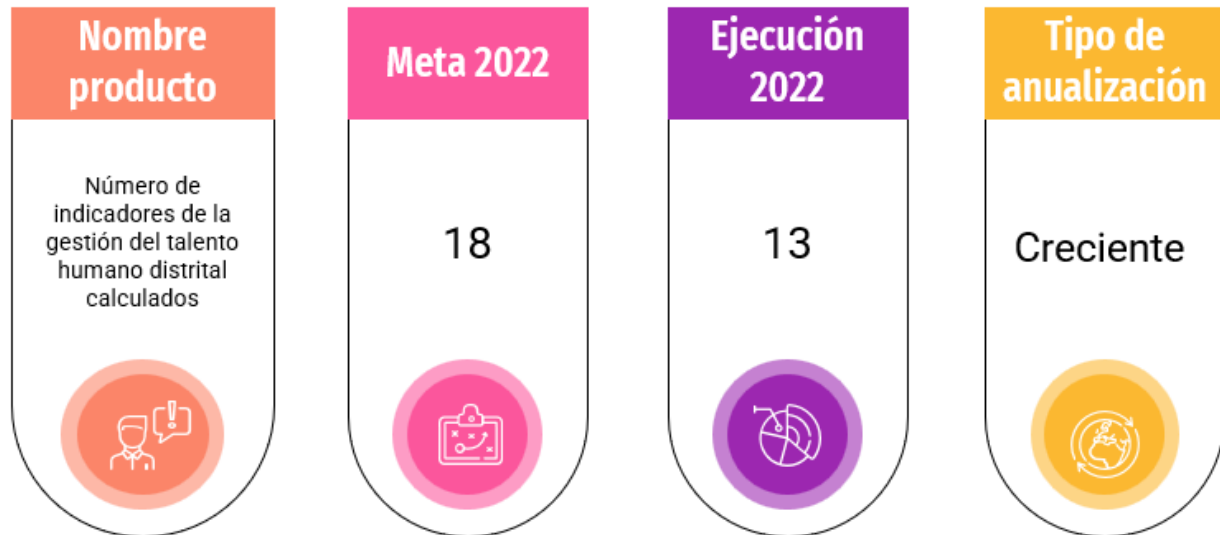 Nombre
producto
Número de
indicadores de la
gestión del talento
humano distrital
calculados
Meta 2022
18
Ejecución
2022
13
Tipo de
anualización
Creciente